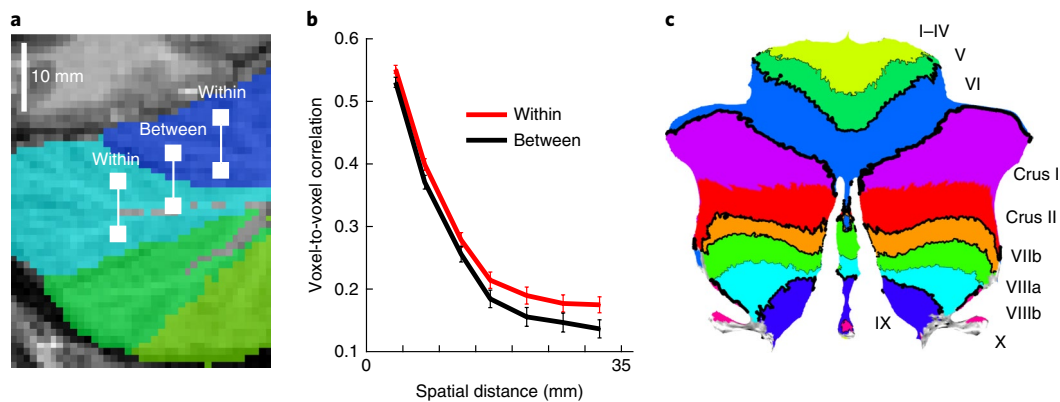 a
10 mm
Within
Between
Within
b
0.6
0.5
0.4
0.3
0.2
0.1
0
35
Voxel-to-voxel correlation
Spatial distance (mm)
Within
Between
c
I–IV
V
VI
Crus I
Crus II
VIIb
VIIIa
VIIIb
IX
X